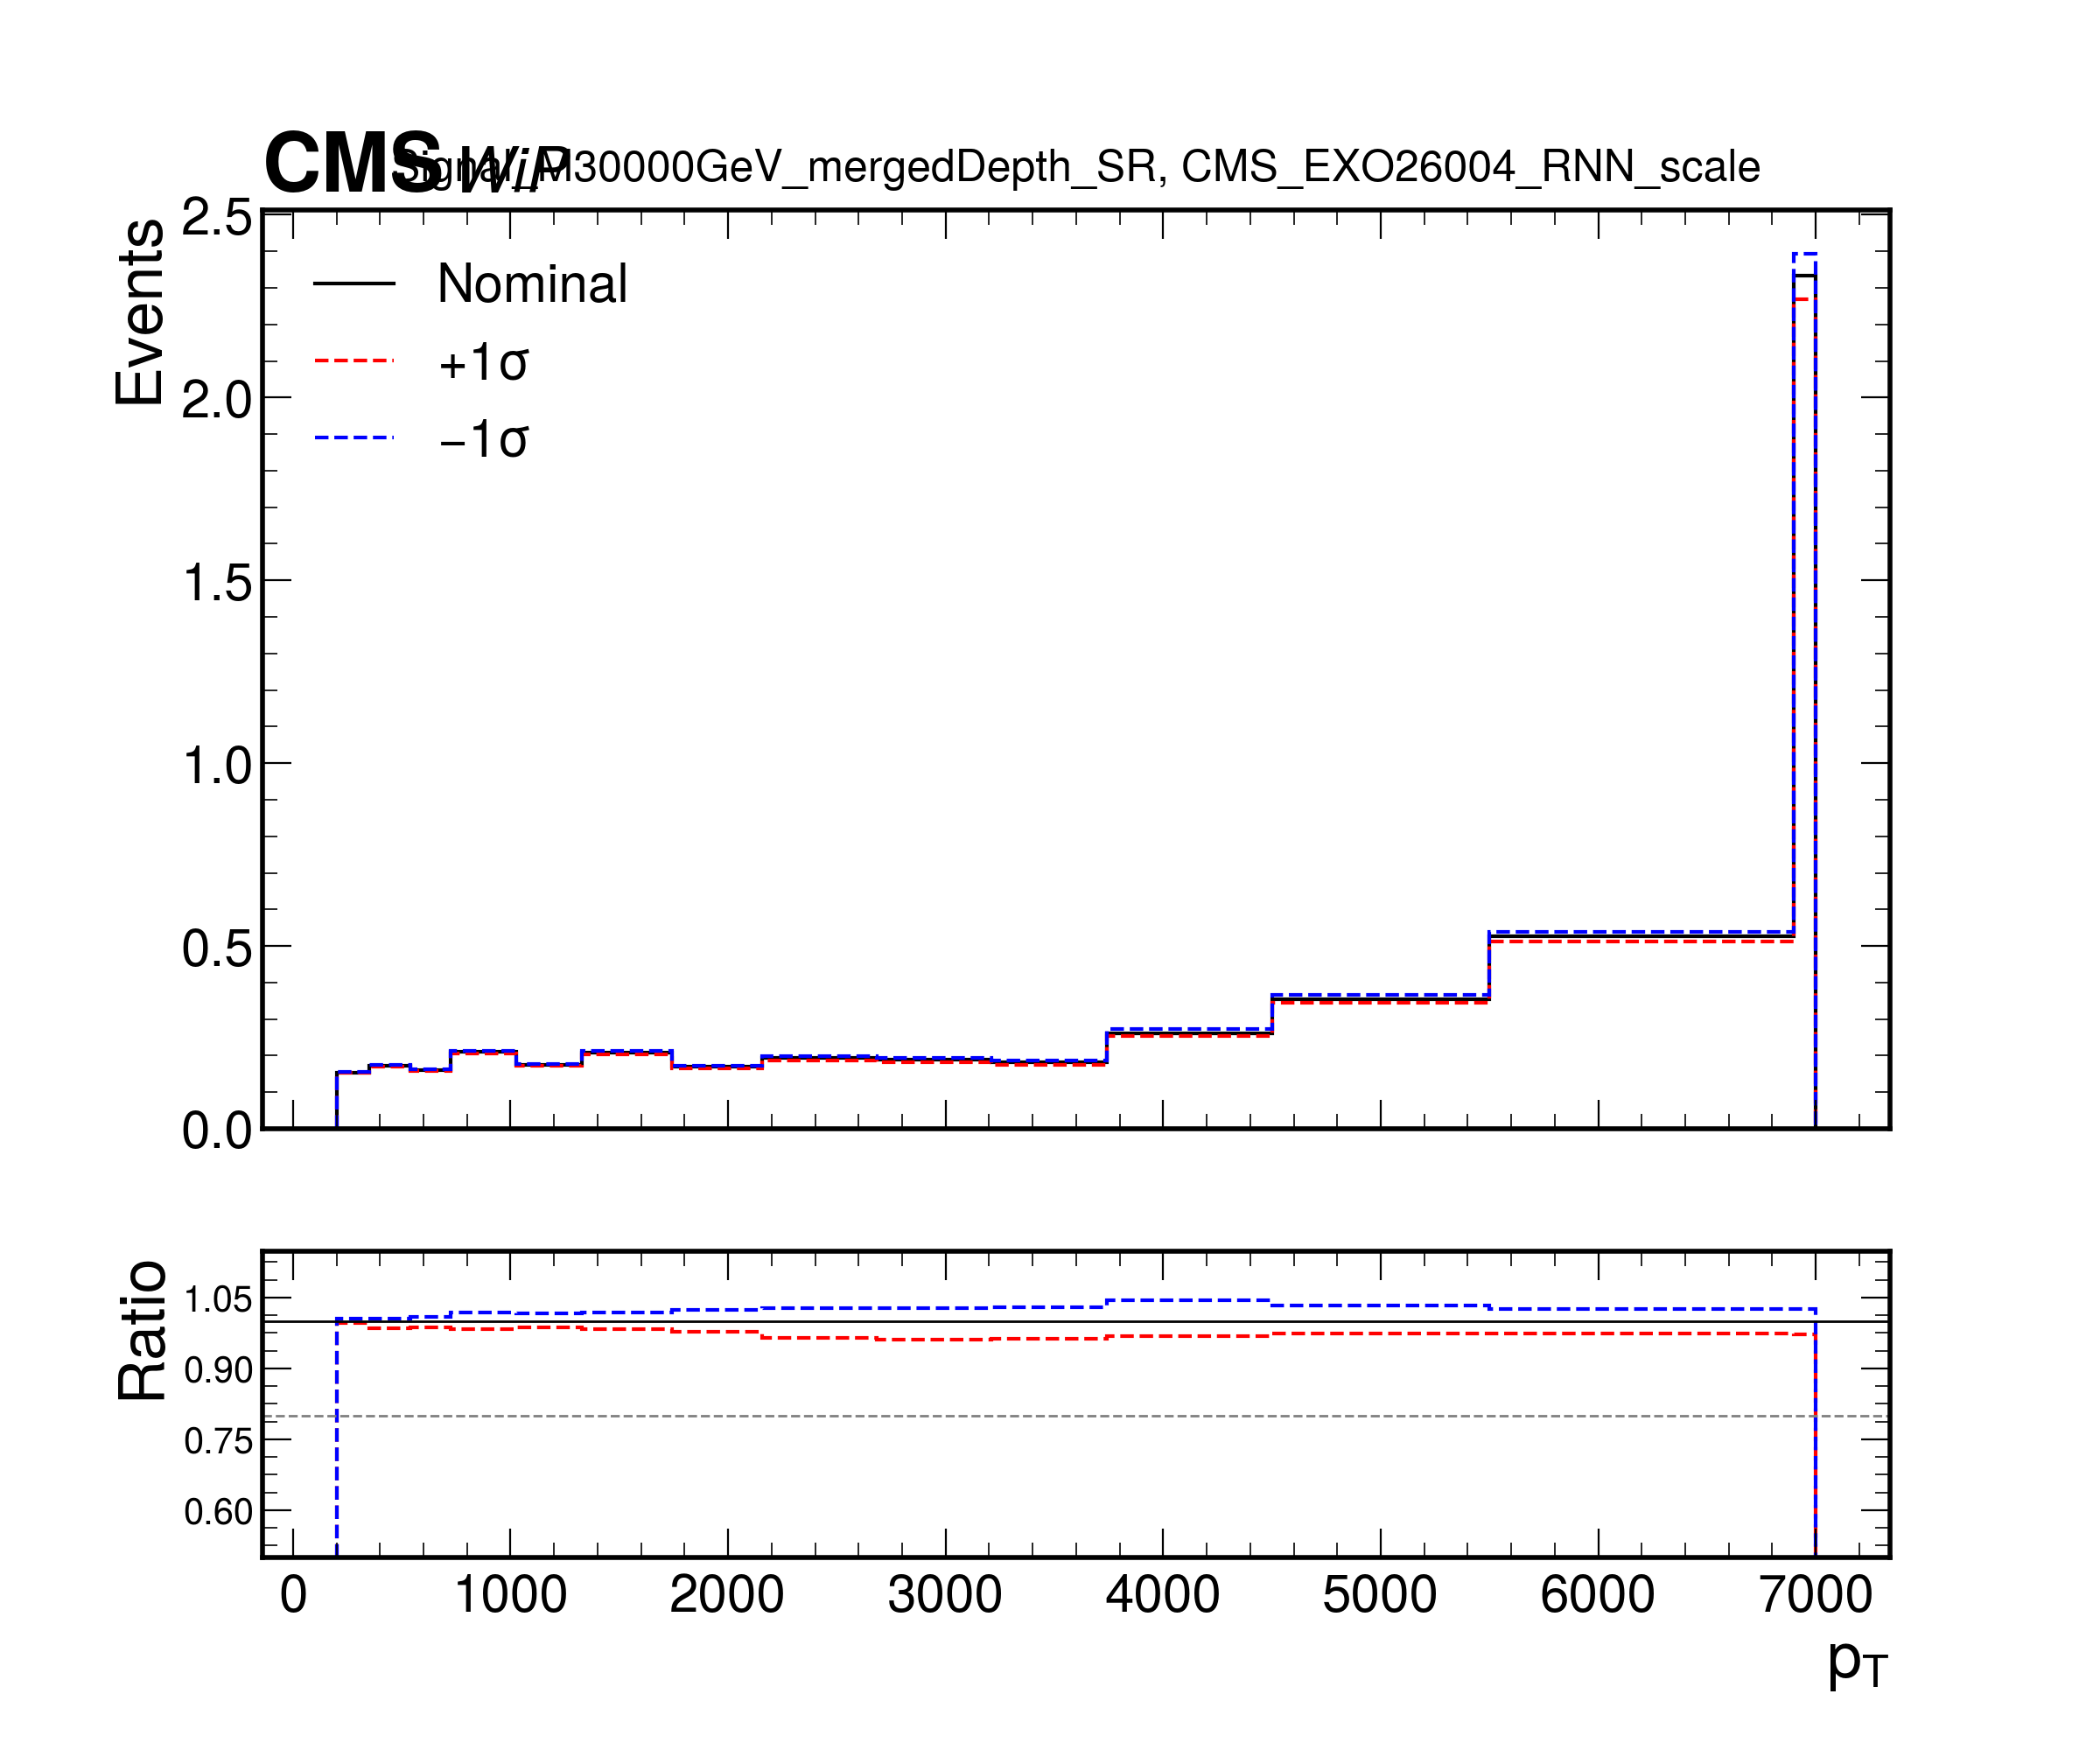 CMS WiP Signal_M30000GeV_mergedDepth_SR, CMS_EXO26004_RNN_scale
Events
2.5
2.0
1.5
1.0
0.5
0.0
Nominal
+1σ
−1σ
Ratio
1.05
0.90
0.75
0.60
0 1000 2000 3000 4000 5000 6000 7000
pT